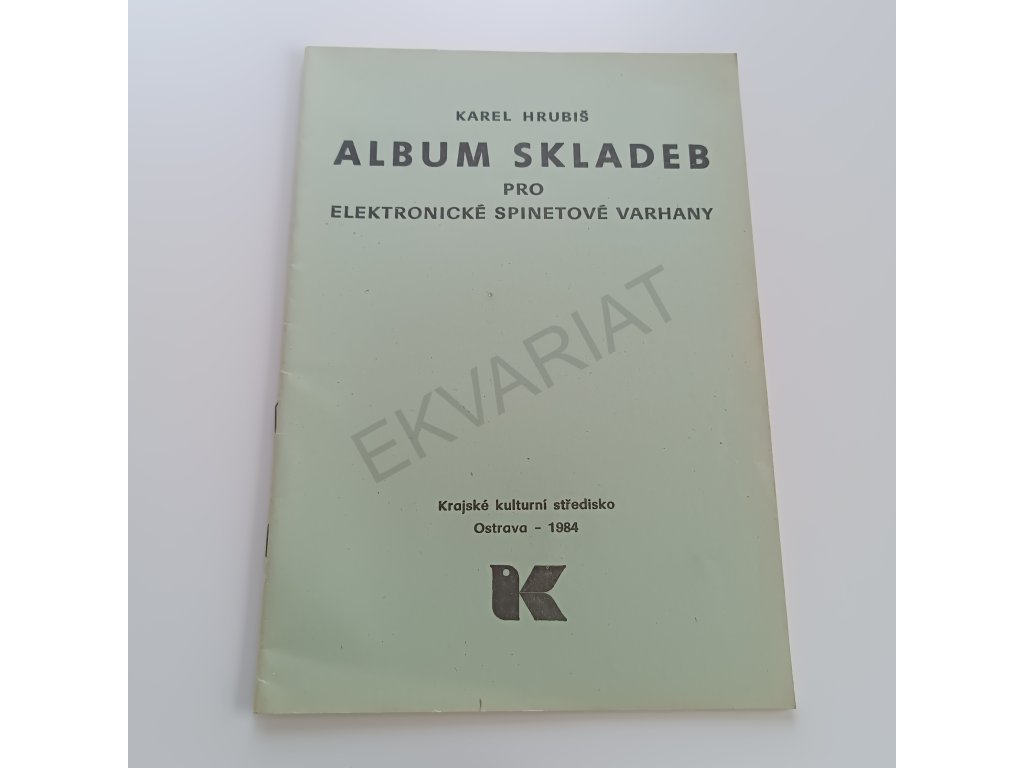 KAREL HRUBIŠ
ALBUM SKLADEB
PRO
ELEKTRONICKÉ SPINETOVÉ VARHANY
EKVARIAT
Krajské kulturní středisko
Ostrava – 1984
K